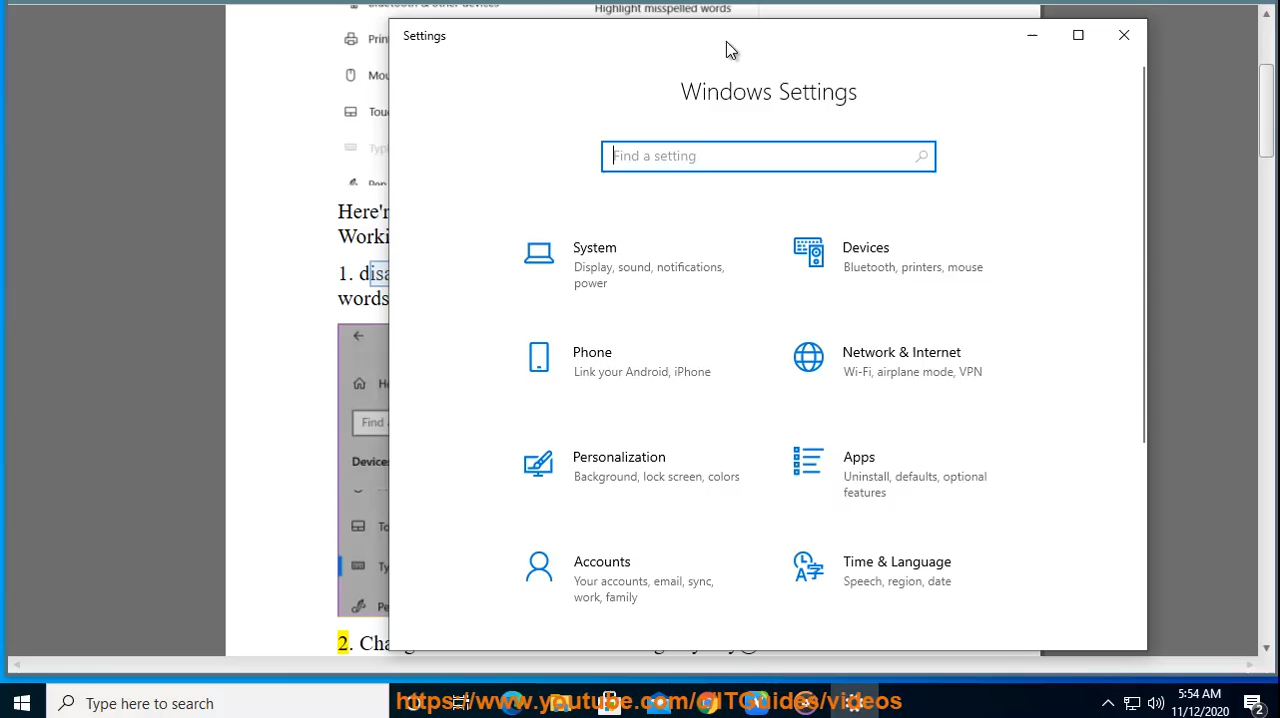 Highlight misspelled words
Settings
Windows Settings
Find a setting
System
Display, sound, notifications,
power
Devices
Bluetooth, printers, mouse
Phone
Link your Android, iPhone
Network & Internet
Wi-Fi, airplane mode, VPN
Personalization
Background, lock screen, colors
Apps
Uninstall, defaults, optional
features
Accounts
Your accounts, email, sync,
work, family
Time & Language
Speech, region, date
1.
words
Find
2.
Type here to search
https://www.youtube.com/@ITGuides/videos
5:54 AM
11/12/2020
2